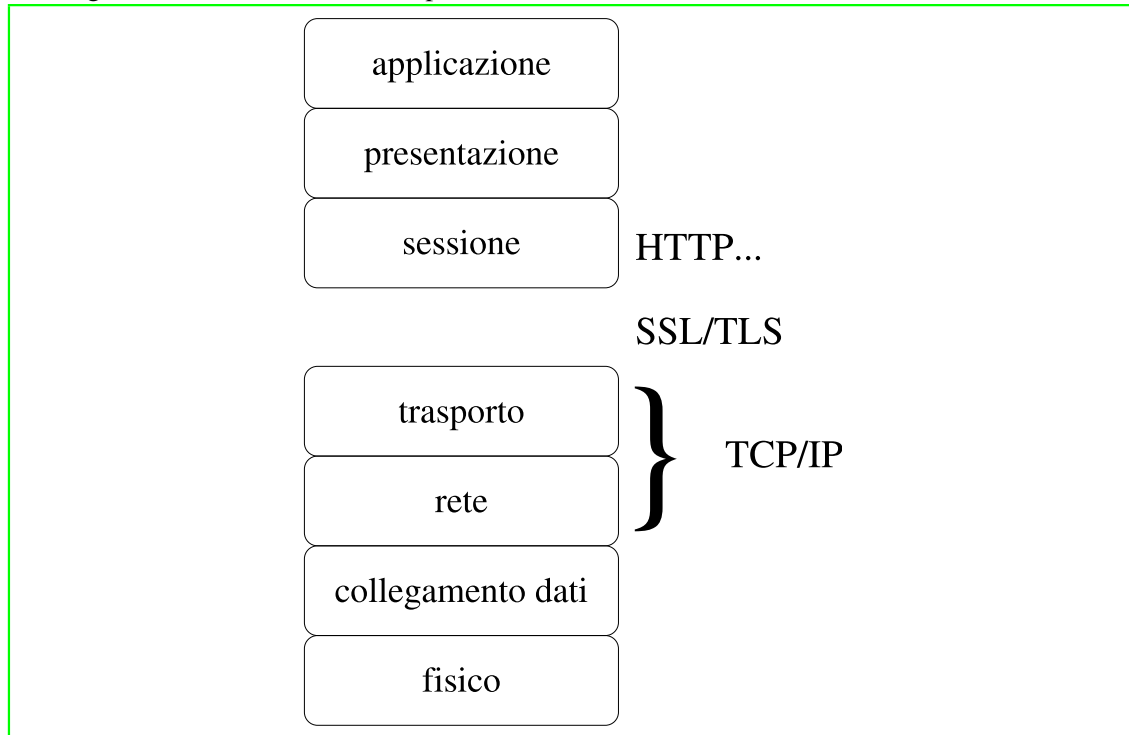 applicazione
presentazione
sessione
HTTP...
SSL/TLS
trasporto
TCP/IP
rete
collegamento dati
fisico